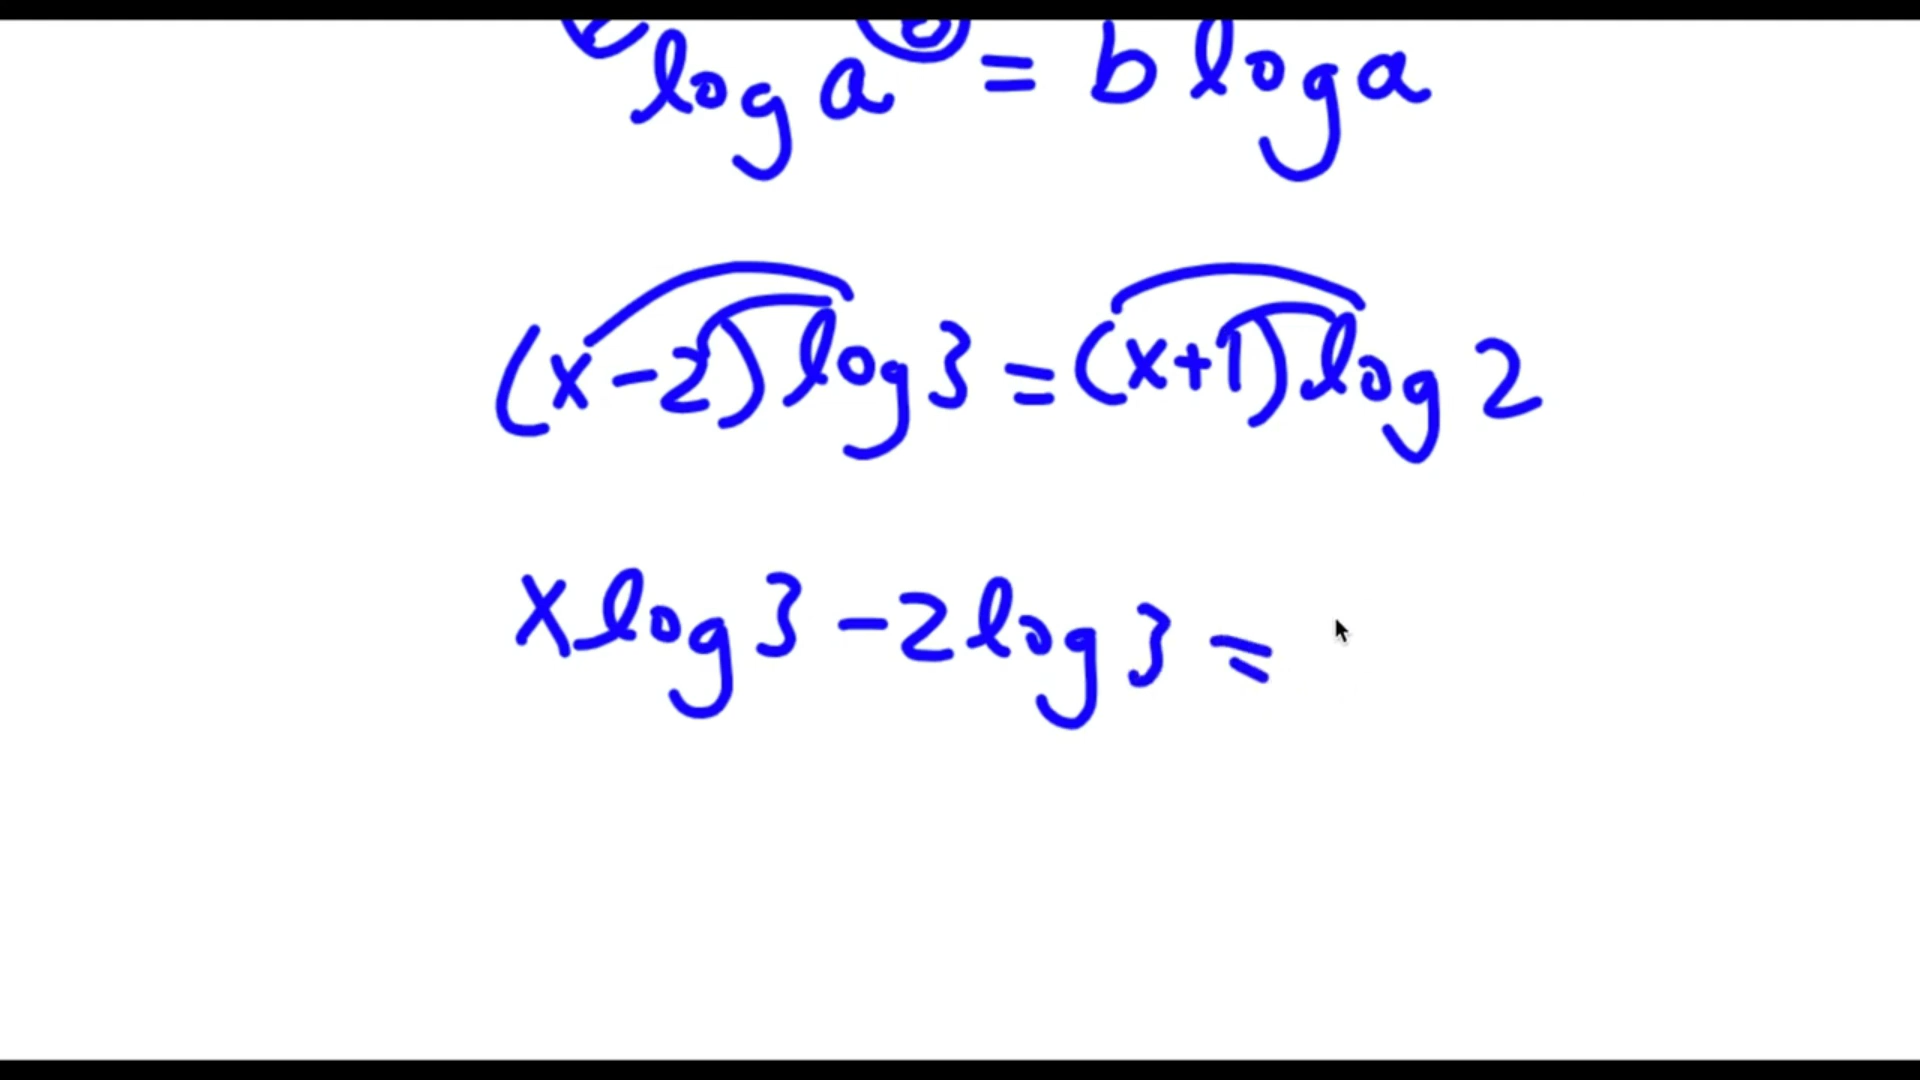 log a^b = b log a
(x-2) log 3 = (x+1) log 2
x log 3 - 2 log 3 =